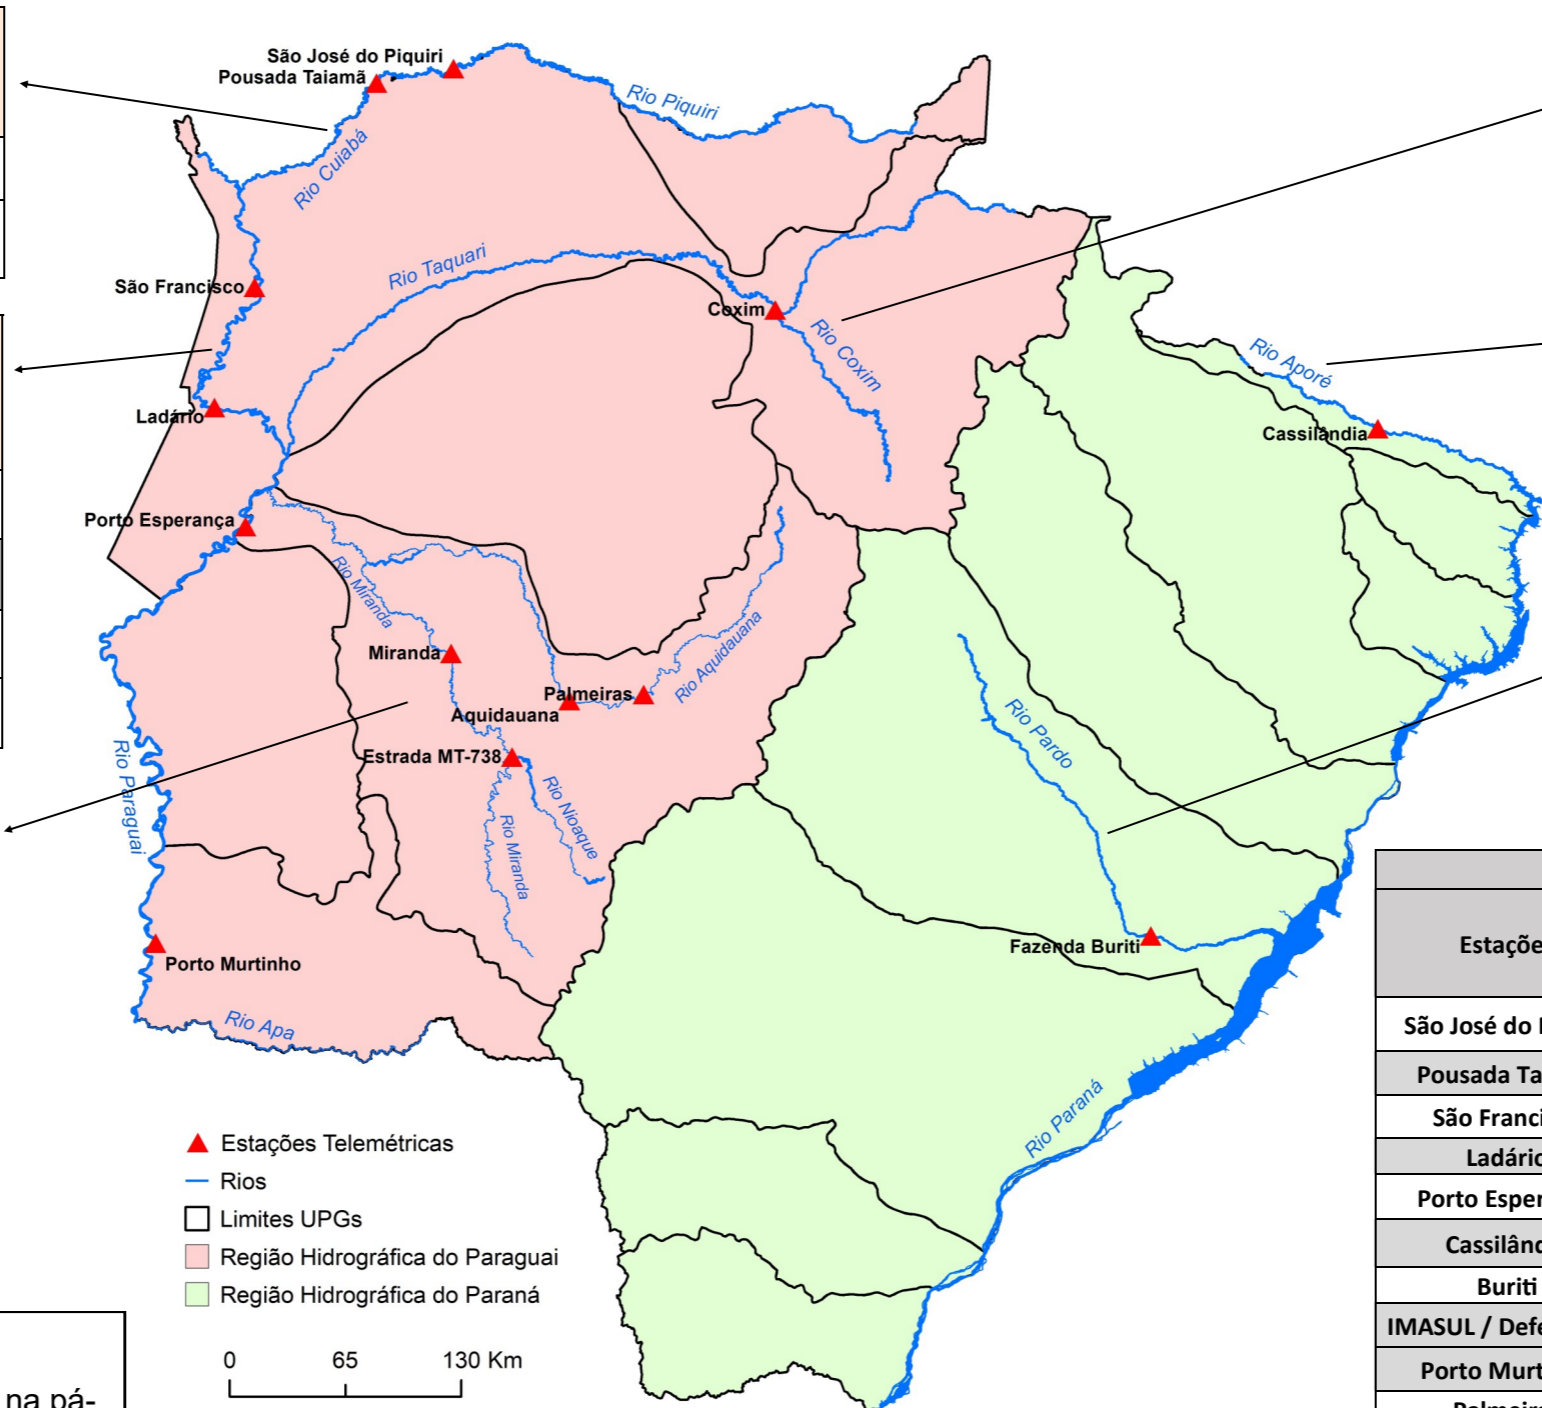 São José do Piquiri
Pousada Taiamã
Rio Piquiri
Rio Cuiabá
São Francisco
Rio Taquari
Coxim
Rio Coxim
Rio Aporé
Ladário
Cassilândia
Porto Esperança
Rio Miranda
Miranda
Rio Aquidauana
Palmeiras
Aquidauana
Rio Pardo
Estrada MT-738
Rio Paraguai
Rio Nioaque
Rio Miranda
Fazenda Buriti
Porto Murtinho
Rio Apa
Rio Paraná
Estações Telemétricas
Rios
Limites UPGs
Região Hidrográfica do Paraguai
Região Hidrográfica do Paraná
0 65 130 Km
na pá-
Estaçõe
São José do
Pousada Ta
São Franci
Ladári
Porto Esper
Cassilând
Buriti
IMASUL / Defe
Porto Murt